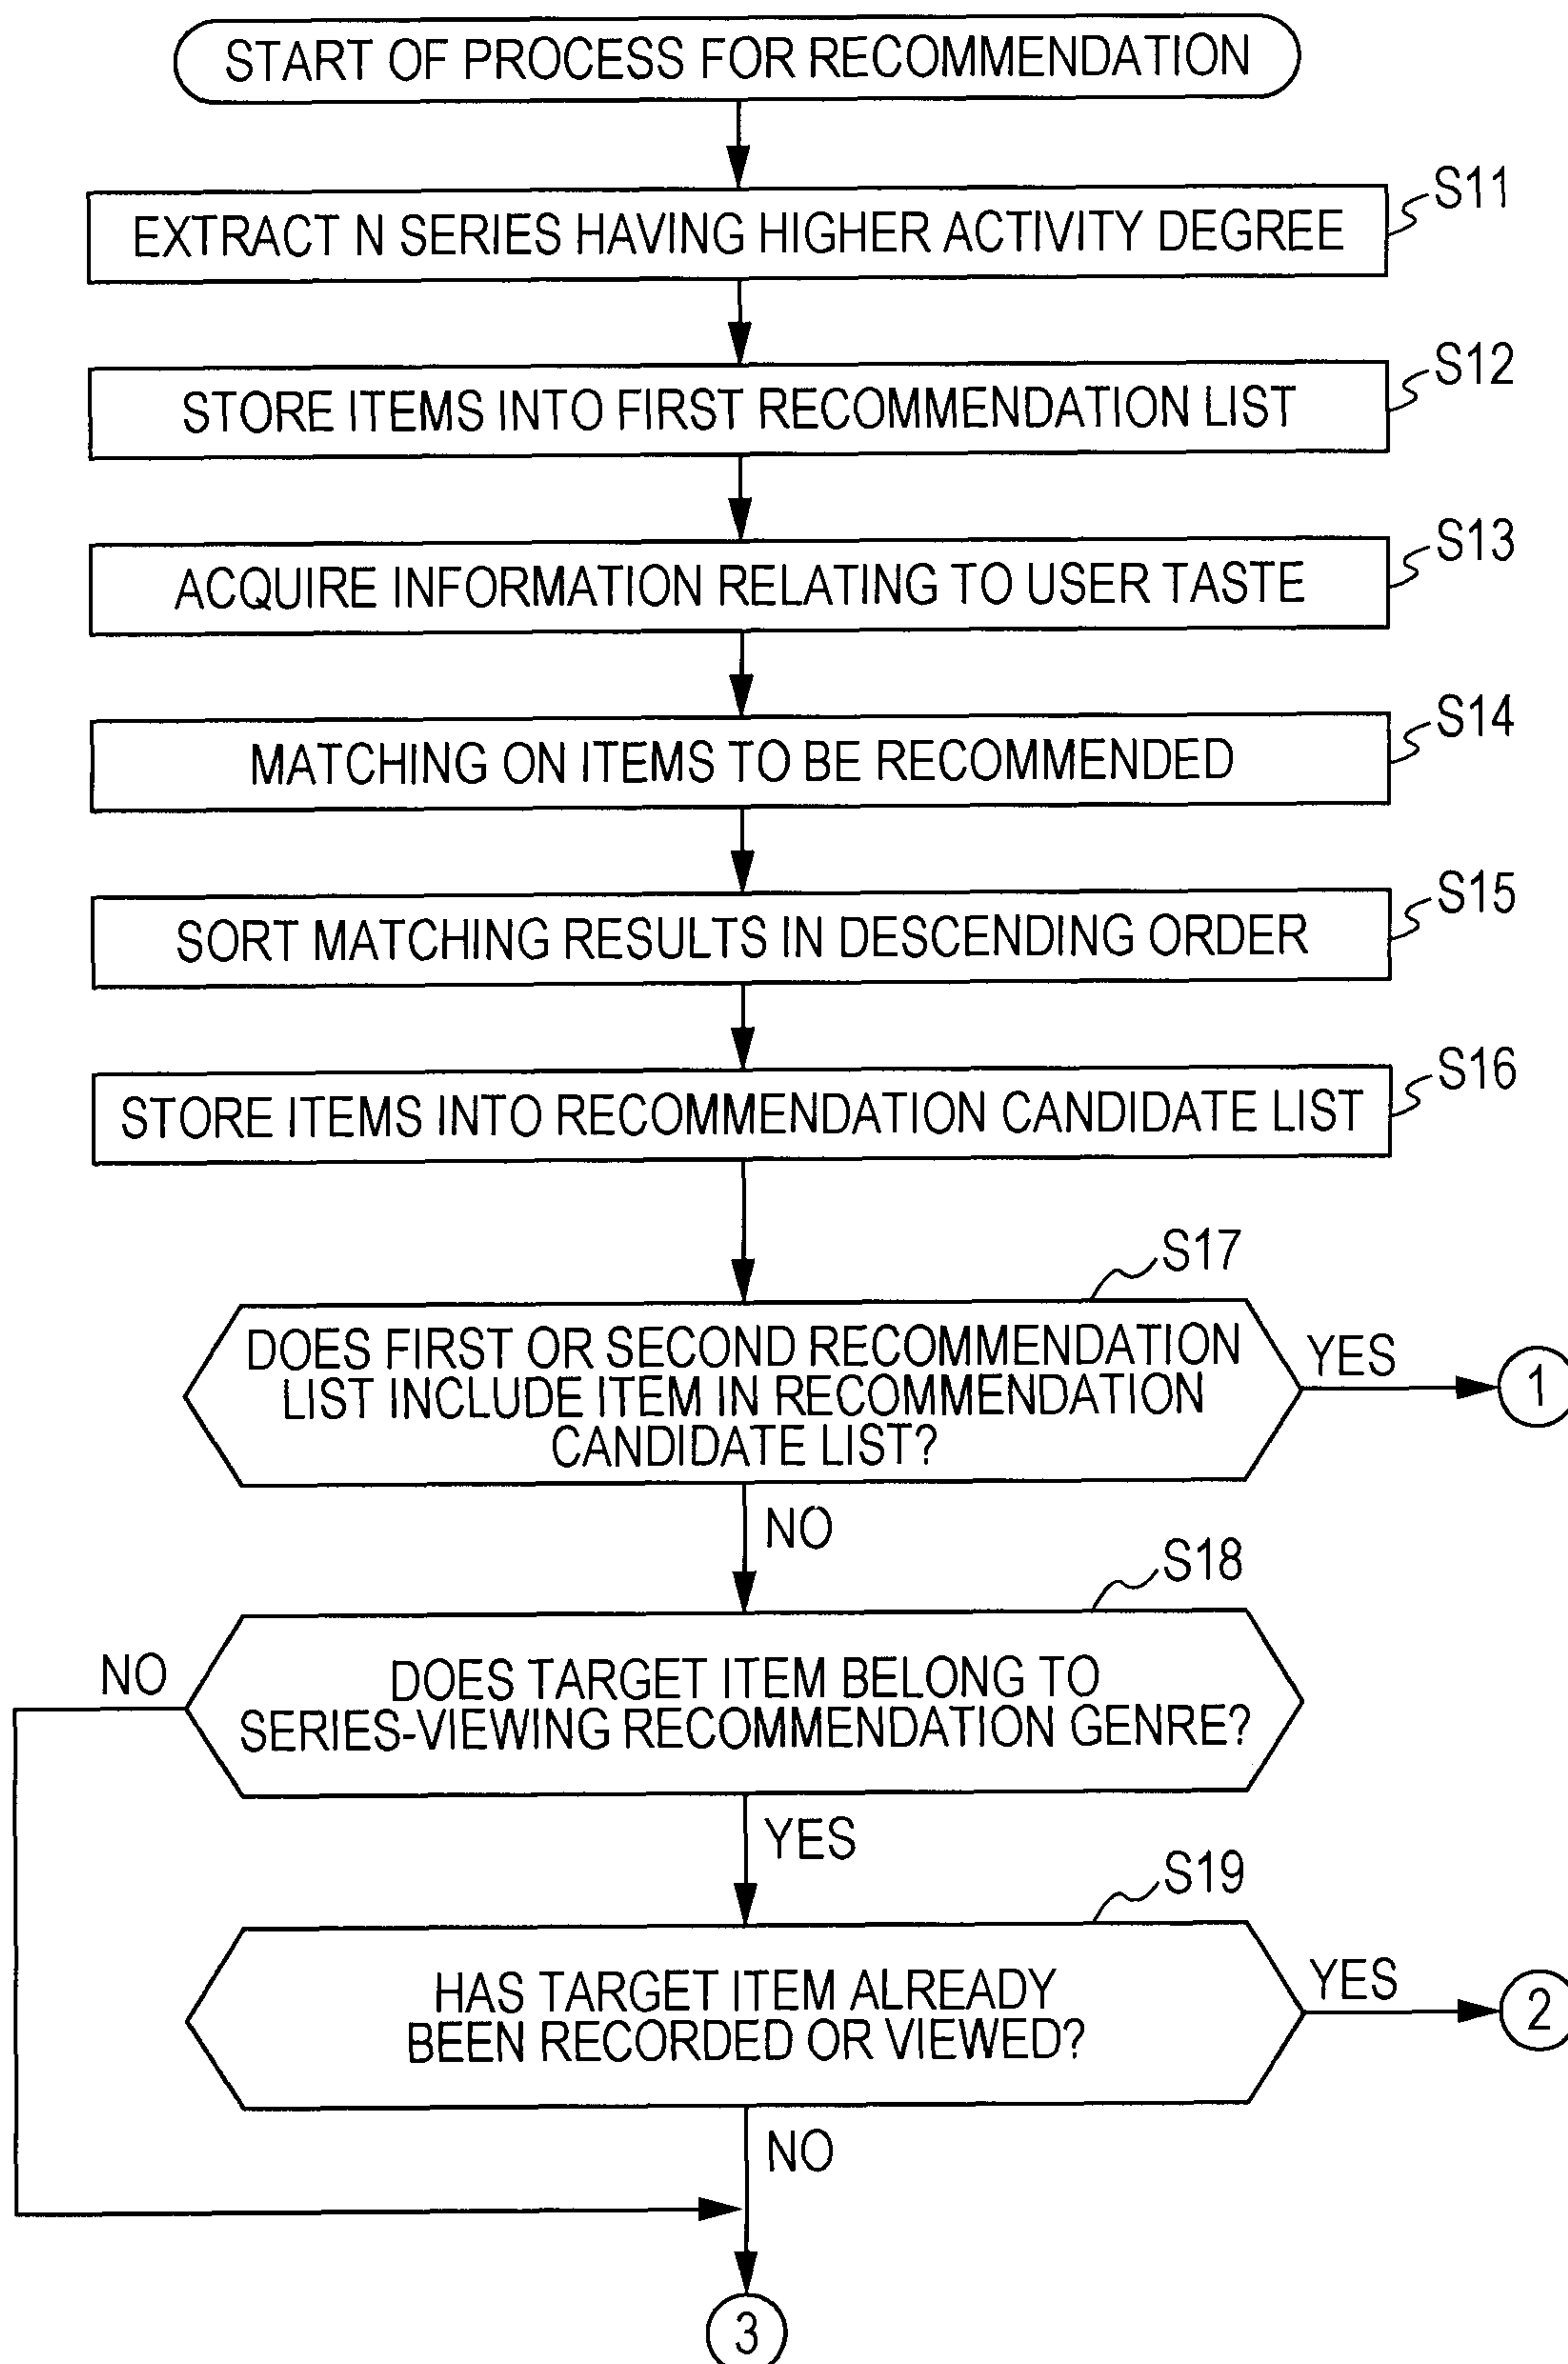 START OF PROCESS FOR RECOMMENDATION
S11
EXTRACT N SERIES HAVING HIGHER ACTIVITY DEGREE
S12
STORE ITEMS INTO FIRST RECOMMENDATION LIST
S13
ACQUIRE INFORMATION RELATING TO USER TASTE
S14
MATCHING ON ITEMS TO BE RECOMMENDED
S15
SORT MATCHING RESULTS IN DESCENDING ORDER
S16
STORE ITEMS INTO RECOMMENDATION CANDIDATE LIST
S17
DOES FIRST OR SECOND RECOMMENDATION
LIST INCLUDE ITEM IN RECOMMENDATION
CANDIDATE LIST?
YES
1
NO
S18
NO
DOES TARGET ITEM BELONG TO
SERIES-VIEWING RECOMMENDATION GENRE?
YES
S19
HAS TARGET ITEM ALREADY
BEEN RECORDED OR VIEWED?
YES
2
NO
3